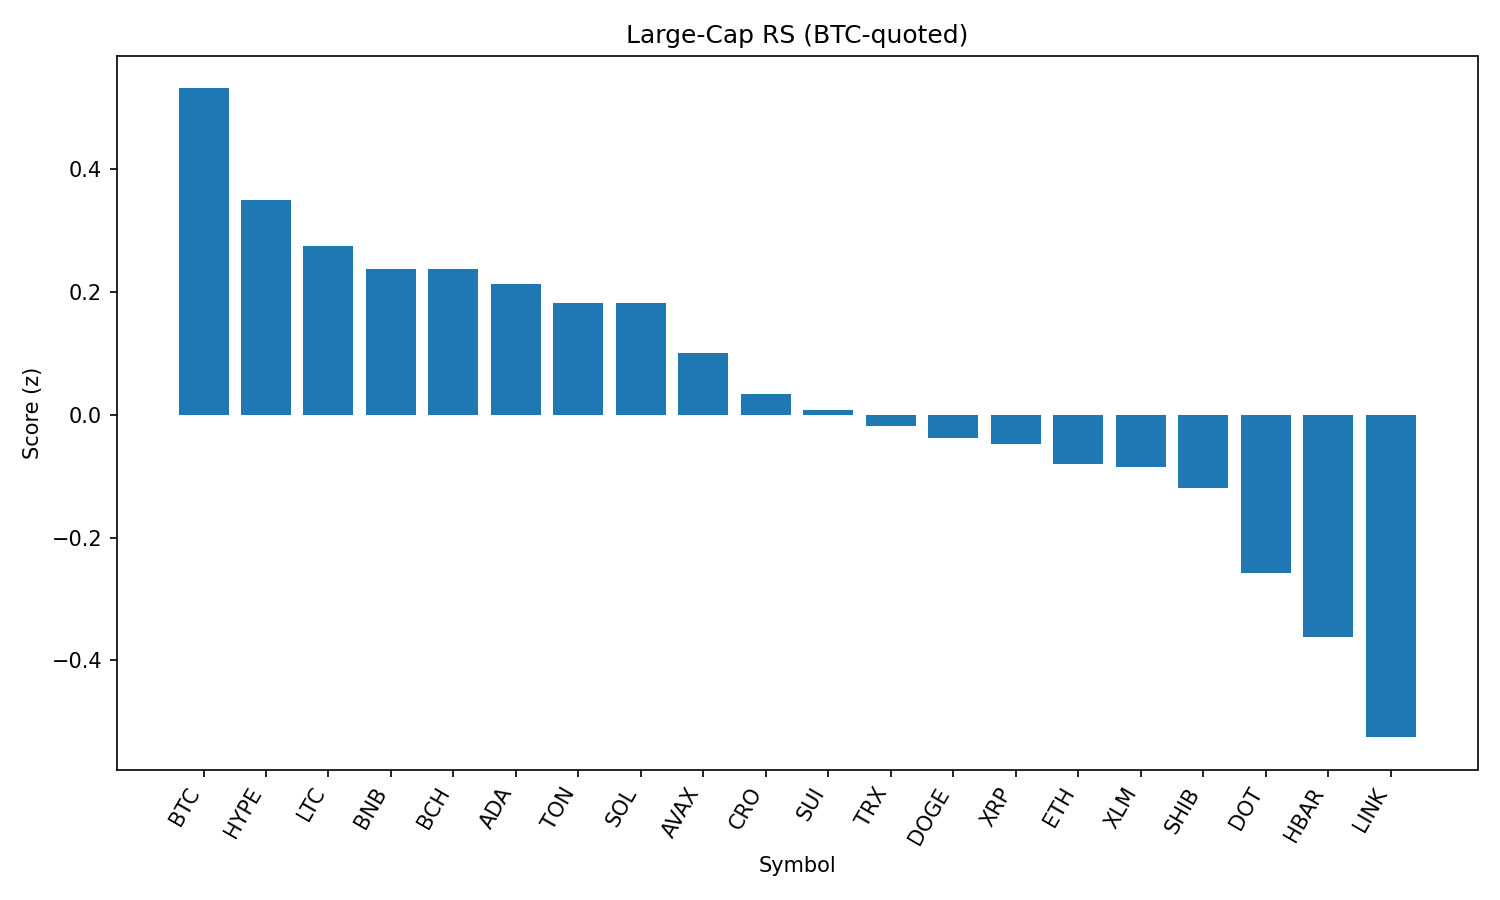 Large-Cap RS (BTC-quoted)
Score (z)
0.4
0.2
0.0
−0.2
−0.4
BTC
HYPE
LTC
BNB
BCH
ADA
TON
SOL
AVAX
CRO
SUI
TRX
DOGE
XRP
ETH
XLM
SHIB
DOT
HBAR
LINK
Symbol